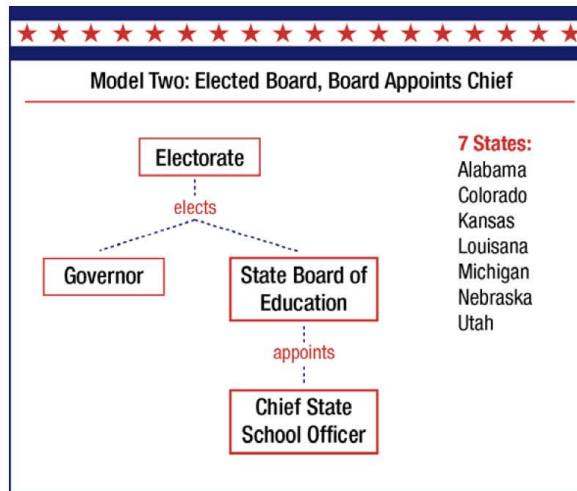 Model Two: Elected Board, Board Appoints Chief
Electorate
elects
Governor
State Board of
Education
appoints
Chief State
School Officer
7 States:
Alabama
Colorado
Kansas
Louisana
Michigan
Nebraska
Utah